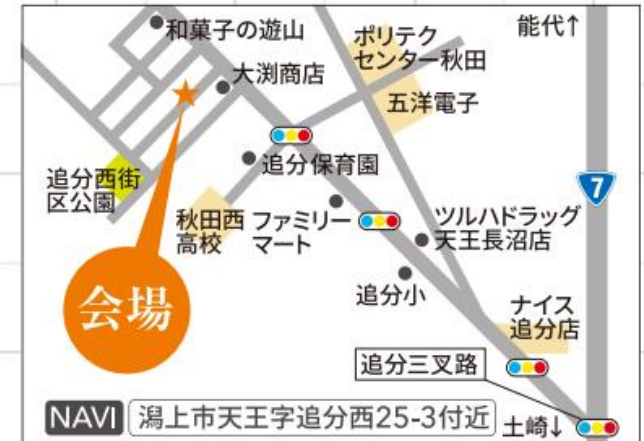 和菓子の遊山
大渕商店
ポリテク
センター秋田
五洋電子
能代↑
7
追分保育園
追分西街
区公園
秋田西
高校
ファミリー
マート
ツルハドラッグ
天王長沼店
追分小
会場
ナイス
追分店
追分三叉路
NAVI 潟上市天王字追分西25-3付近
土崎↓